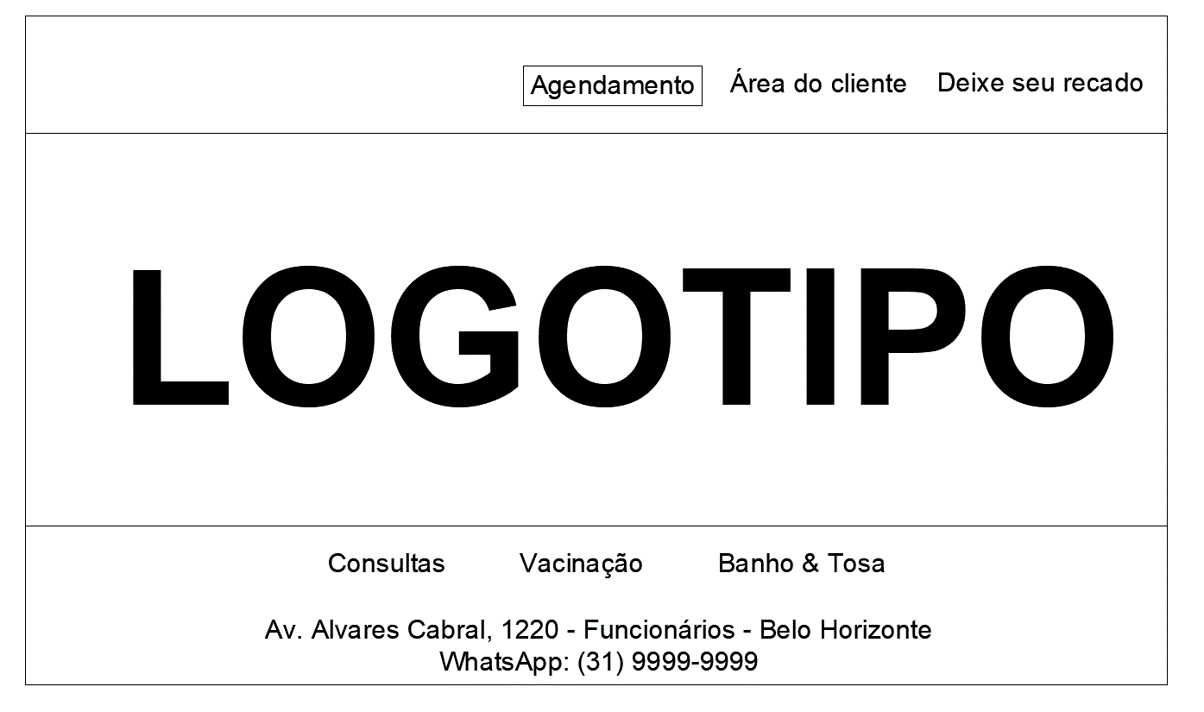 Agendamento Área do cliente Deixe seu recado
LOGOTIPO
Consultas Vacinação Banho & Tosa
Av. Alvares Cabral, 1220 - Funcionários - Belo Horizonte
WhatsApp: (31) 9999-9999